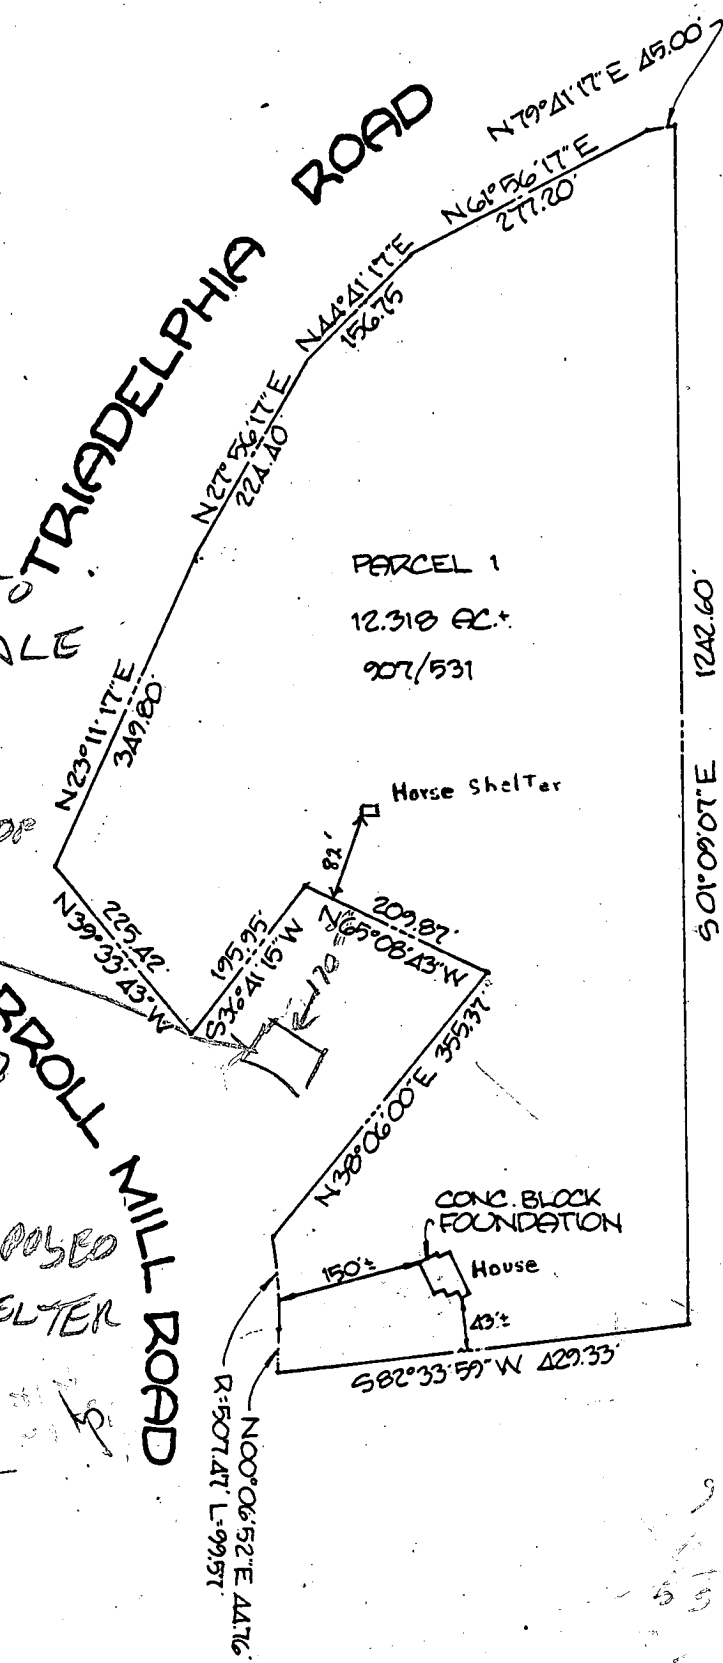 N79°41'17"E 45.00'
TRIADELPHIA ROAD
N61°56'17"E
277.20'
N44°41'17"E
156.75
N27°56'17"E
224.40'
PARCEL 1
12.318 AC.±
907/531
N23°11'17"E
349.80'
S01°09'07"E 1242.60'
Horse Shelter
82'
225.42'
N39°33'43"W
195.95'
S36°41'15"W
209.87'
N65°08'43"W
170'
N38°06'00"E 355.37'
MILL ROAD
CONC. BLOCK
FOUNDATION
House
150'±
43'±
S82°33'59"W 429.33'
N00°06'52"E 44.76'
R=507.47' L=99.57'